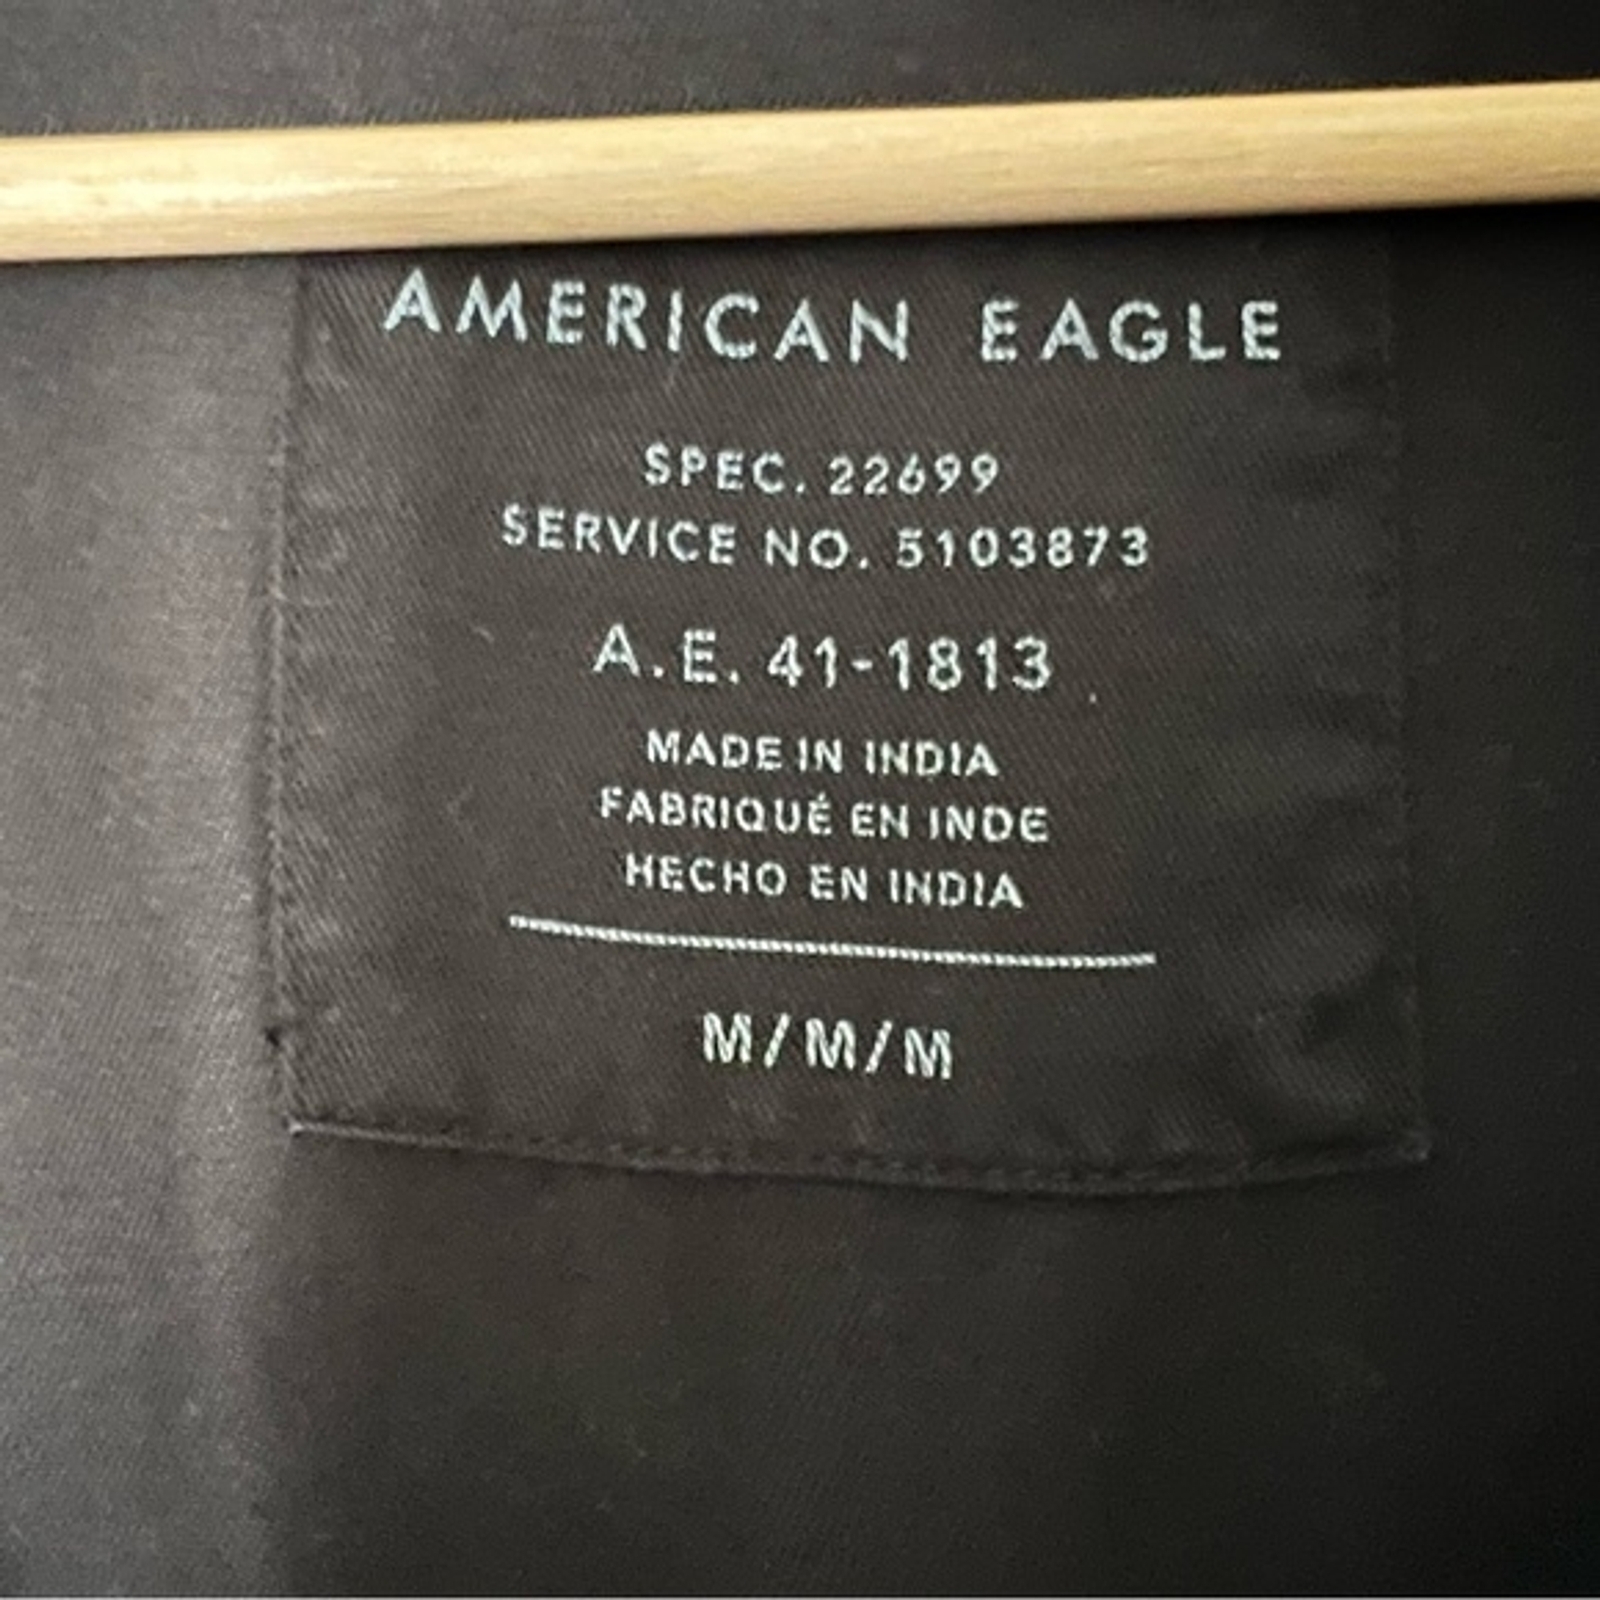 AMERICAN EAGLE
SPEC. 22699
SERVICE NO. 5103873
A.E. 41-1813
MADE IN INDIA
FABRIQUÉ EN INDE
HECHO EN INDIA
M/M/M